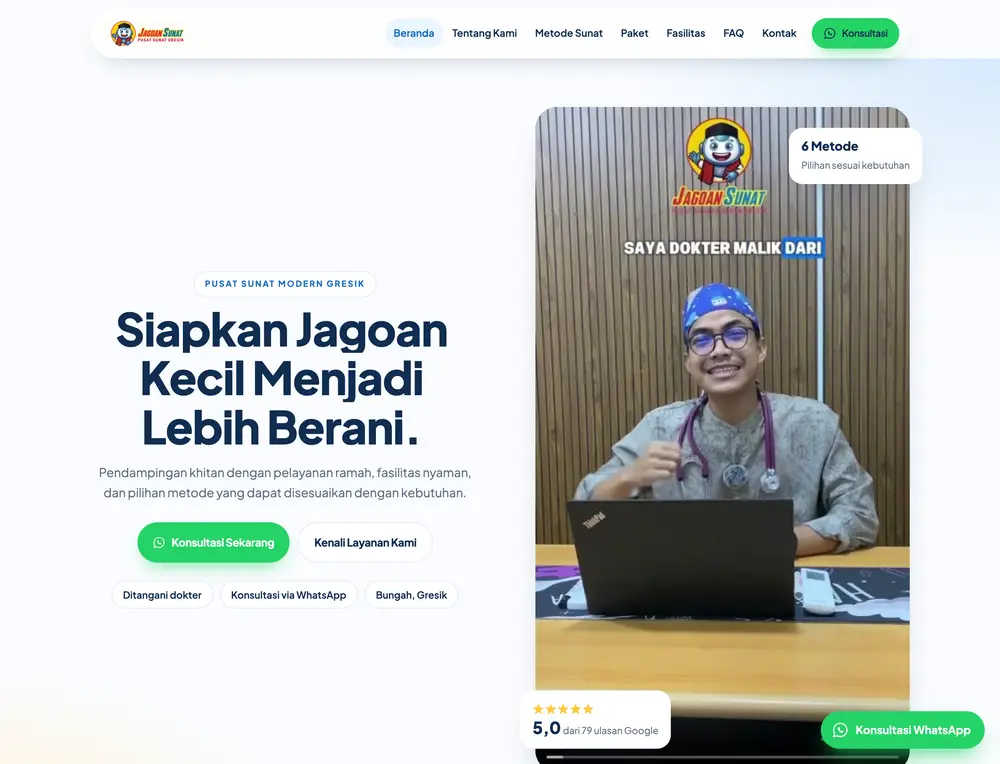 JAGOAN SUNAT
PUSAT SUNAT GRESIK
Beranda
Tentang Kami
Metode Sunat
Paket
Fasilitas
FAQ
Kontak
Konsultasi
PUSAT SUNAT MODERN GRESIK
Siapkan Jagoan
Kecil Menjadi
Lebih Berani.
Pendampingan khitan dengan pelayanan ramah, fasilitas nyaman,
dan pilihan metode yang dapat disesuaikan dengan kebutuhan.
Konsultasi Sekarang
Kenali Layanan Kami
Ditangani dokter
Konsultasi via WhatsApp
Bungah, Gresik
JAGOAN SUNAT
6 Metode
Pilihan sesuai kebutuhan
SAYA DOKTER MALIK DARI
ThinkPad
5,0 dari 79 ulasan Google
Konsultasi WhatsApp